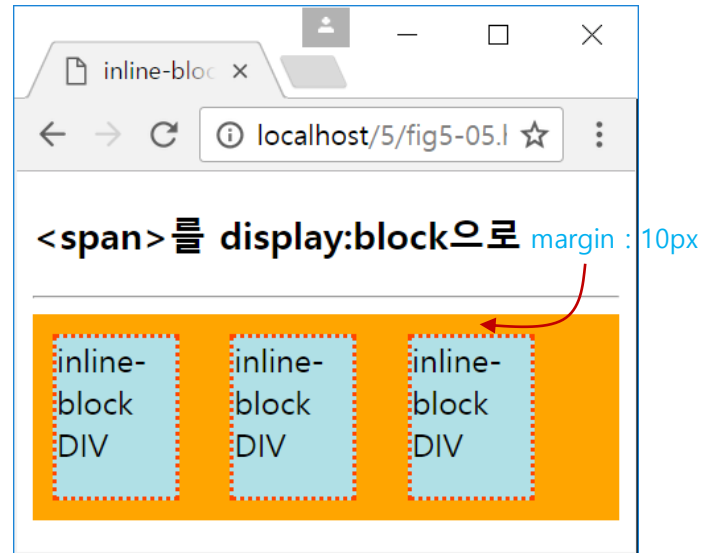 inline-bloc
localhost/5/fig5-05.h
<span>를 display:block으로
margin : 10px
inline-
block
DIV
inline-
block
DIV
inline-
block
DIV